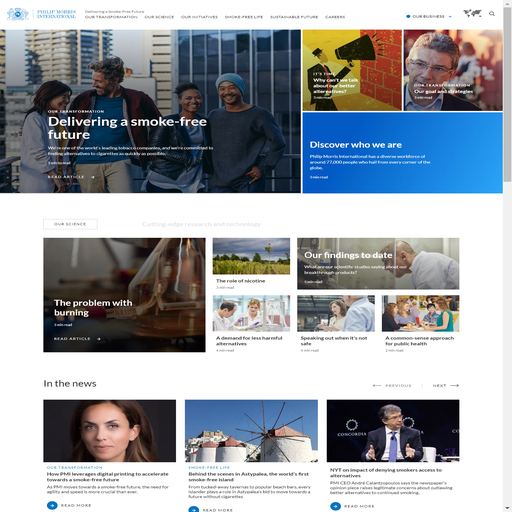 PHILIP MORRIS
INTERNATIONAL
Delivering a Smoke-Free Future
OUR TRANSFORMATION OUR SCIENCE OUR INITIATIVES SMOKE-FREE LIFE SUSTAINABLE FUTURE CAREERS
OUR BUSINESS
OUR TRANSFORMATION
Delivering a smoke-free
future
We're one of the world's leading tobacco companies, and we're committed to
finding alternatives to cigarettes as quickly as possible.
3 min read
READ ARTICLE
IT'S TIME
Why can't we talk
about our better
alternatives?
3 min read
OUR TRANSFORMATION
Our goal and strategies
3 min read
Discover who we are
Philip Morris International has a diverse workforce of
around 77,000 people who hail from every corner of the
globe.
5 min read
OUR SCIENCE
Cutting-edge research and technology
The problem with
burning
5 min read
READ ARTICLE
The role of nicotine
3 min read
Our findings to date
What are our scientific studies saying about our
breakthrough products?
5 min read
A demand for less harmful
alternatives
4 min read
Speaking out when it's not
safe
3 min read
A common-sense approach
for public health
2 min read
In the news
PREVIOUS | NEXT
OUR TRANSFORMATION
How PMI leverages digital printing to accelerate
towards a smoke-free future
As PMI moves towards a smoke-free future, the need for
agility and speed is more crucial than ever.
READ MORE
SMOKE-FREE LIFE
Behind the scenes in Astypalea, the world's first
smoke-free island
From tucked-away tavernas to popular beach bars, every
islander plays a role in Astypalea's bid to move towards a
future without cigarettes.
READ MORE
CONCORDIA
NYT on impact of denying smokers access to
alternatives
PMI CEO André Calantzopoulos says the newspaper's
opinion piece raises legitimate concerns about outlawing
better alternatives to continued smoking.
READ MORE